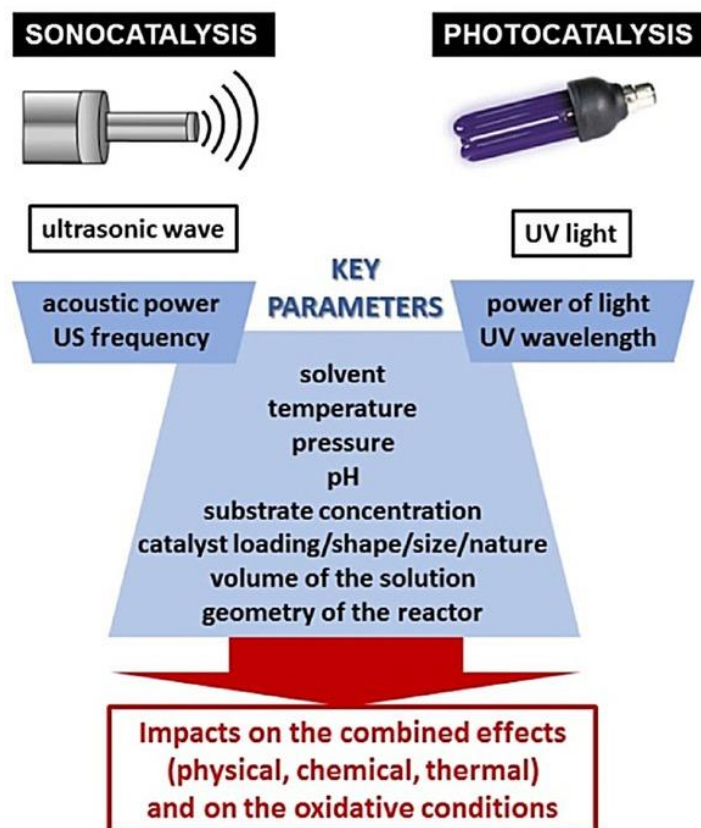 SONOCATALYSIS
PHOTOCATALYSIS
ultrasonic wave
UV light
KEY
PARAMETERS
acoustic power
US frequency
power of light
UV wavelength
solvent
temperature
pressure
pH
substrate concentration
catalyst loading/shape/size/nature
volume of the solution
geometry of the reactor
Impacts on the combined effects
(physical, chemical, thermal)
and on the oxidative conditions